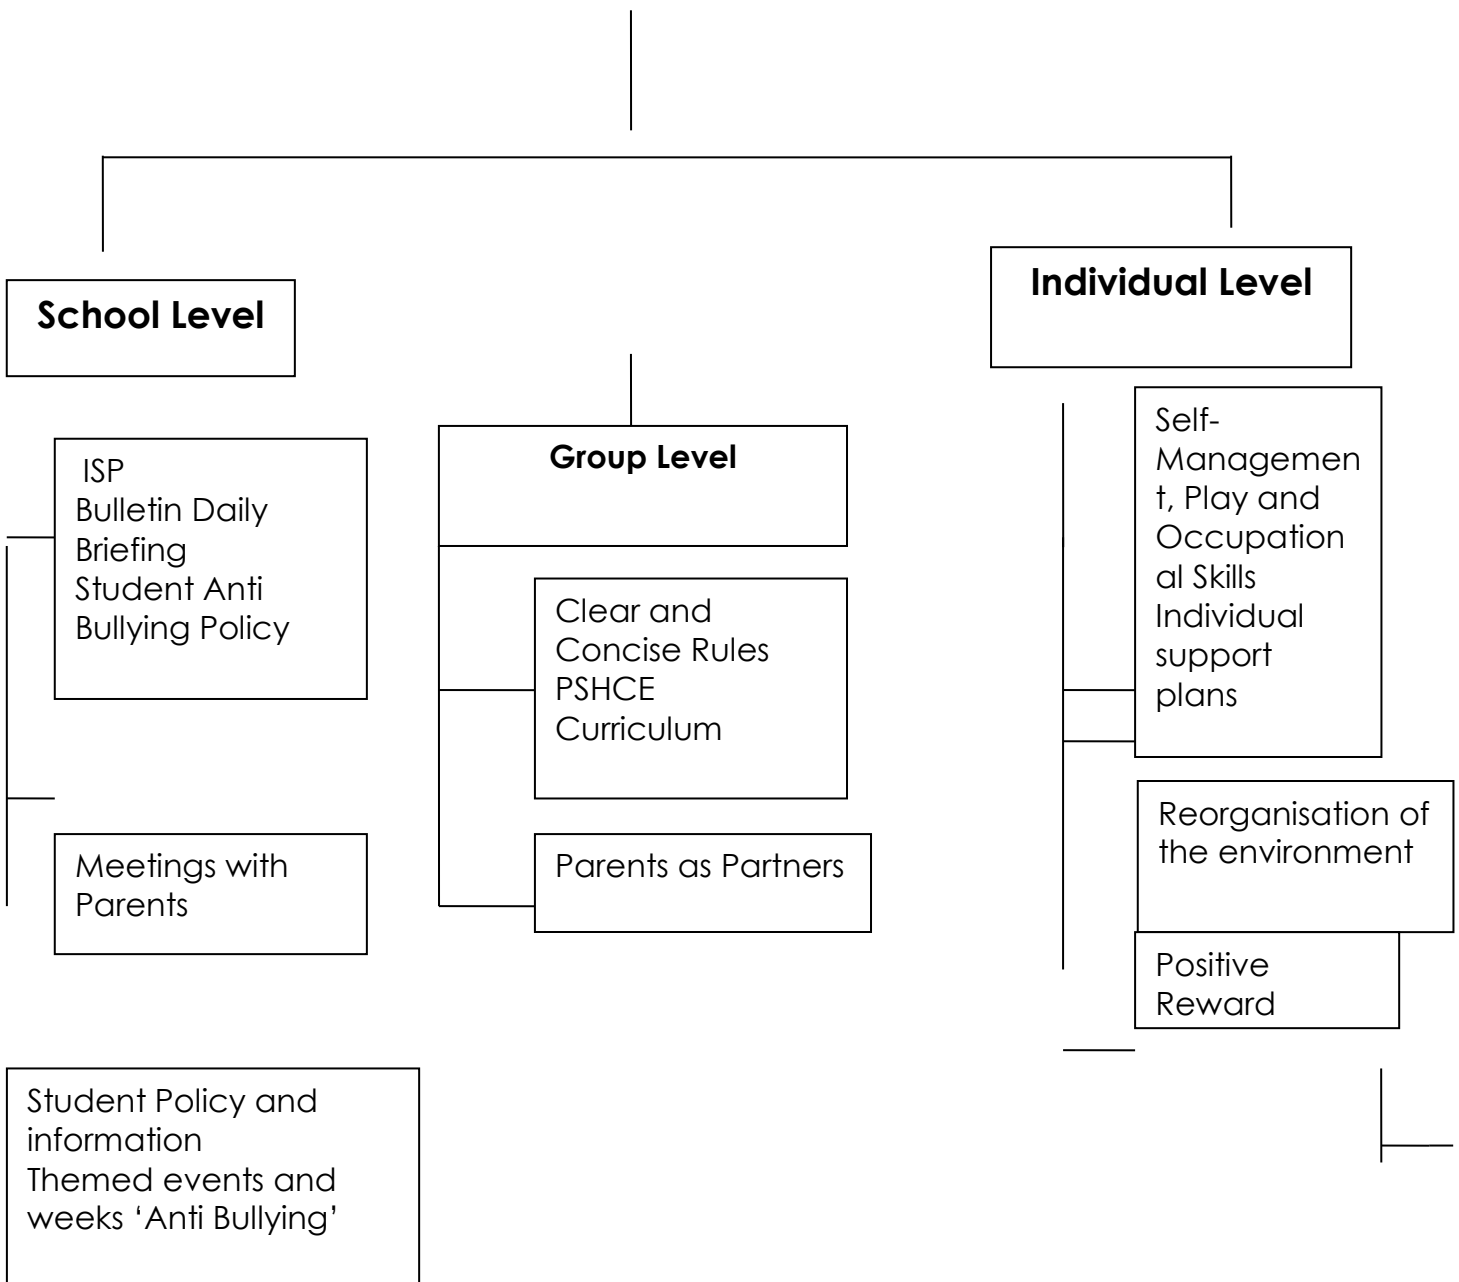 School Level
ISP
Bulletin Daily
Briefing
Student Anti
Bullying Policy
Meetings with
Parents
Student Policy and
information
Themed events and
weeks ‘Anti Bullying’
Group Level
Clear and
Concise Rules
PSHCE
Curriculum
Parents as Partners
Individual Level
Self-
Managemen
t, Play and
Occupation
al Skills
Individual
support
plans
Reorganisation of
the environment
Positive
Reward